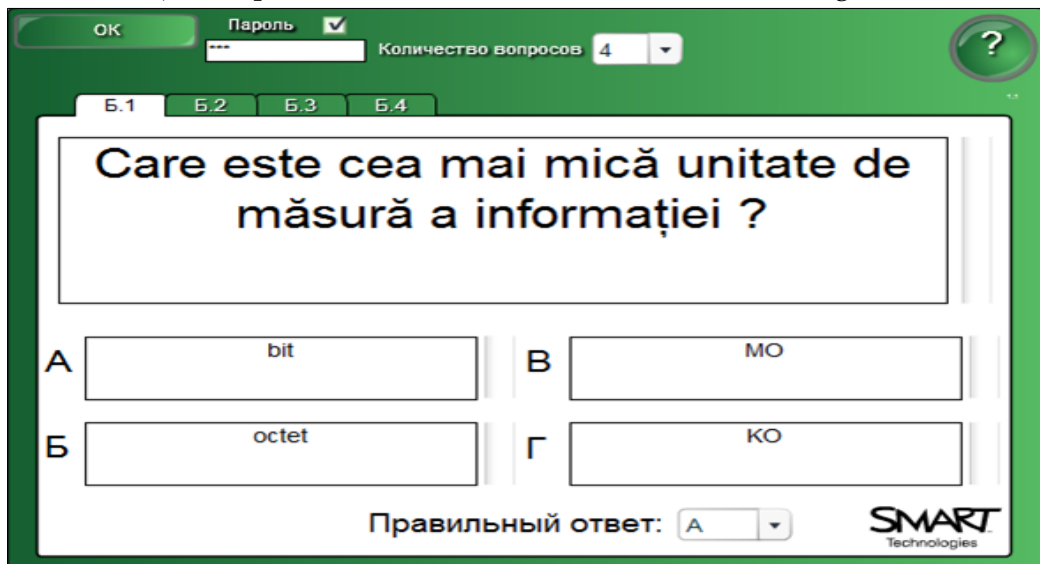 ОК
Пароль
***
Количество вопросов 4
?
Б.1 Б.2 Б.3 Б.4
Care este cea mai mică unitate de
măsură a informației ?
А bit
В MO
Б octet
Г KO
Правильный ответ: А
SMART
Technologies